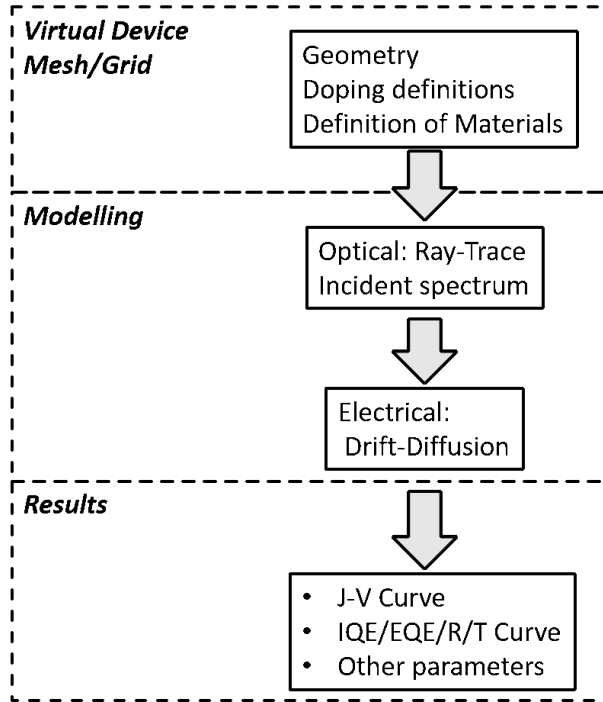 Virtual Device
Mesh/Grid
Geometry
Doping definitions
Definition of Materials
Modelling
Optical: Ray-Trace
Incident spectrum
Electrical:
Drift-Diffusion
Results
• J-V Curve
• IQE/EQE/R/T Curve
• Other parameters